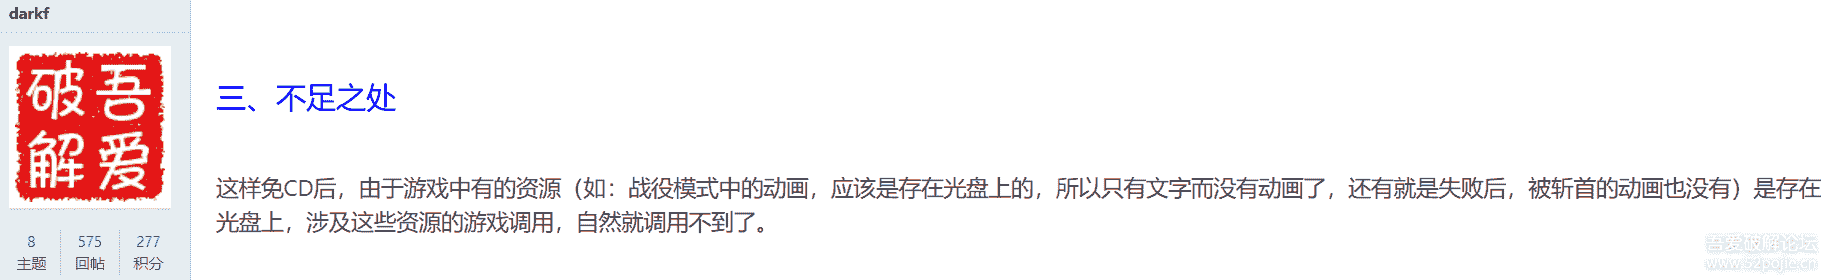 darkf
吾爱
破解
8
575
277
主题
回帖
积分
三、不足之处
这样免CD后，由于游戏中有的资源（如：战役模式中的动画，应该是存在光盘上的，所以只有文字而没有动画了，还有就是失败后，被斩首的动画也没有）是存在
光盘上，涉及这些资源的游戏调用，自然就调用不到了。
吾爱破解论坛
www.52pojie.cn